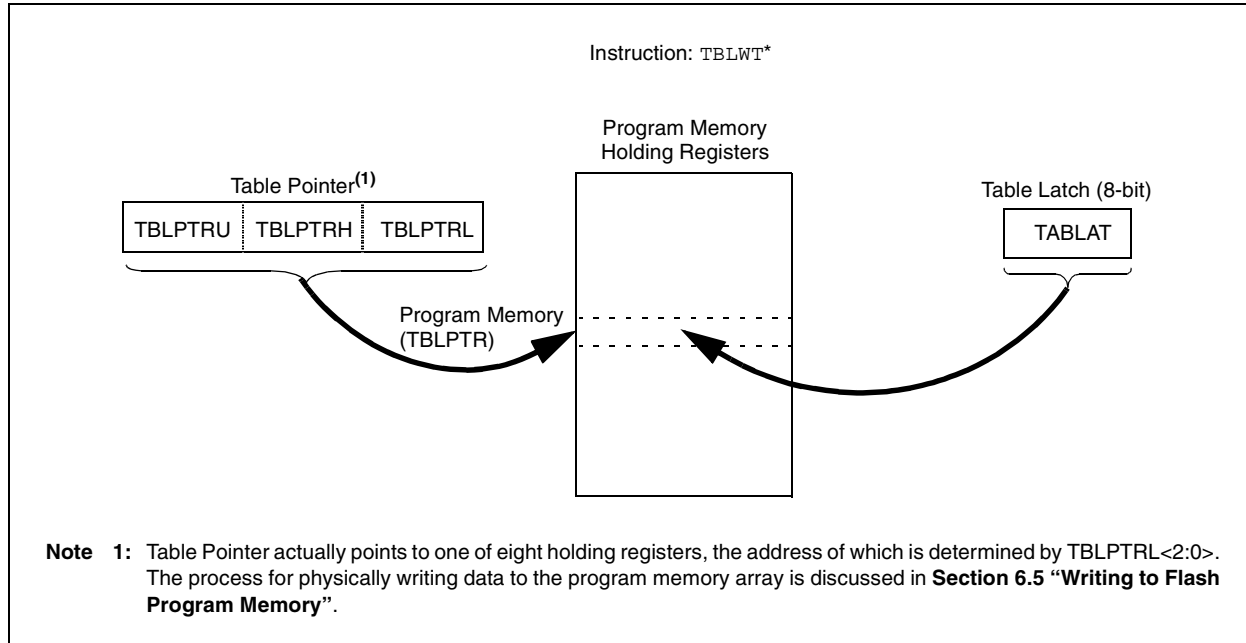 Instruction: TBLWT*
Program Memory
Holding Registers
Table Pointer(1)
Table Latch (8-bit)
TBLPTRU TBLPTRH TBLPTRL
TABLAT
Program Memory
(TBLPTR)
Note 1: Table Pointer actually points to one of eight holding registers, the address of which is determined by TBLPTRL<2:0>.
The process for physically writing data to the program memory array is discussed in Section 6.5 “Writing to Flash
Program Memory”.